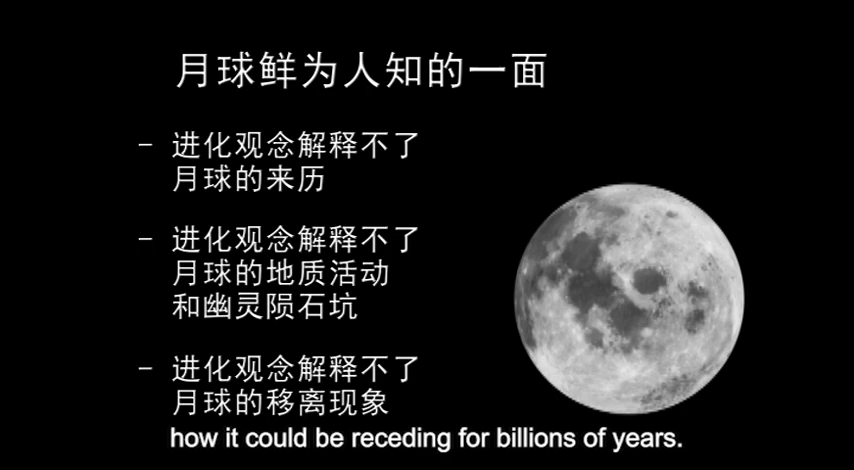 月球鲜为人知的一面
- 进化观念解释不了
月球的来历
- 进化观念解释不了
月球的地质活动
和幽灵陨石坑
- 进化观念解释不了
月球的移离现象
how it could be receding for billions of years.